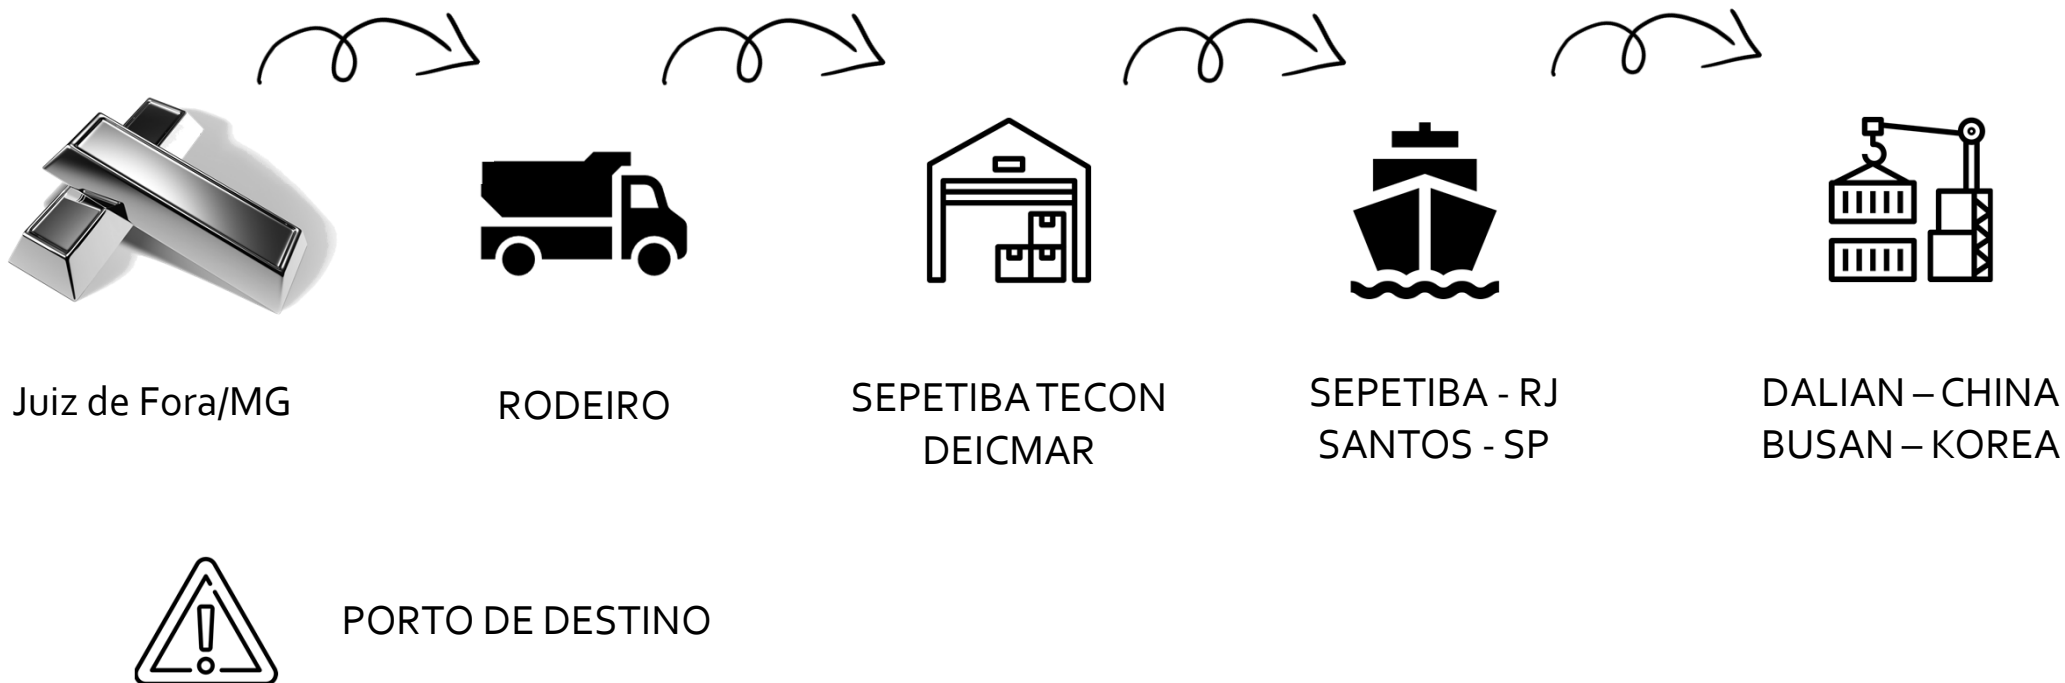 Juiz de Fora/MG
RODEIRO
SEPETIBA TECON
DEICMAR
SEPETIBA - RJ
SANTOS - SP
DALIAN – CHINA
BUSAN – KOREA
PORTO DE DESTINO